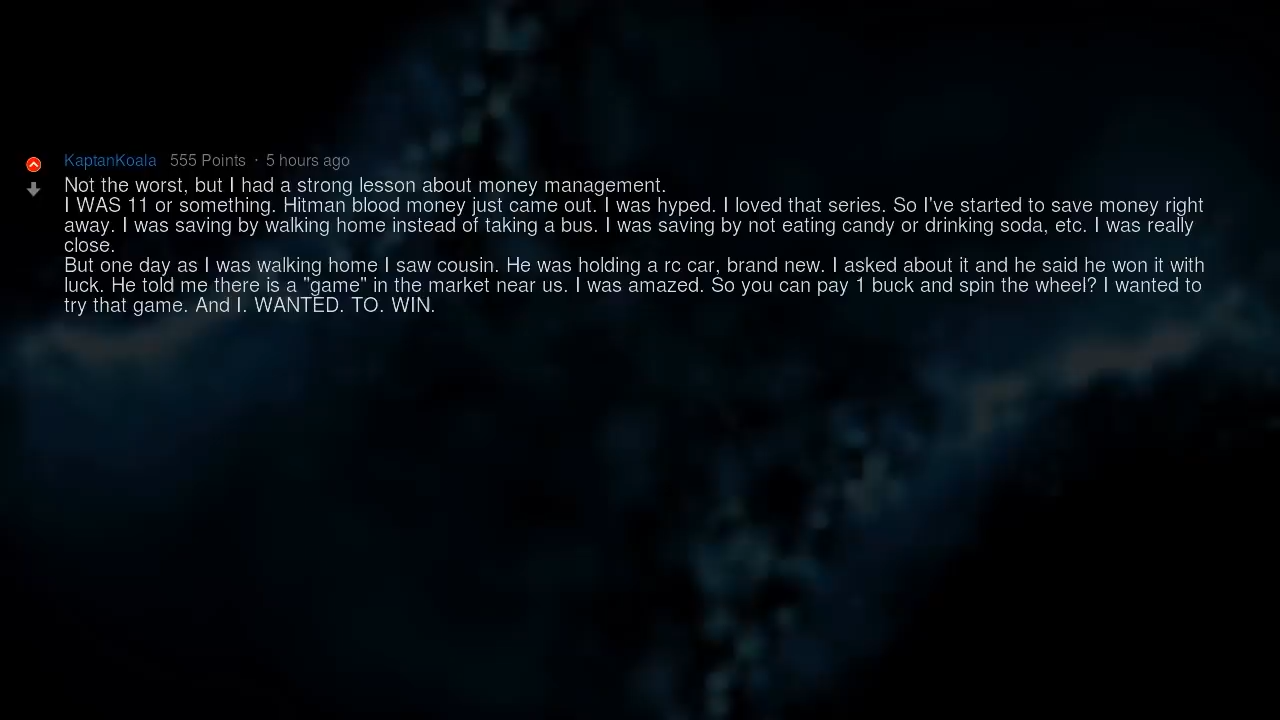 KaptanKoala 555 Points · 5 hours ago
Not the worst, but I had a strong lesson about money management.
I WAS 11 or something. Hitman blood money just came out. I was hyped. I loved that series. So I've started to save money right
away. I was saving by walking home instead of taking a bus. I was saving by not eating candy or drinking soda, etc. I was really
close.
But one day as I was walking home I saw cousin. He was holding a rc car, brand new. I asked about it and he said he won it with
luck. He told me there is a "game" in the market near us. I was amazed. So you can pay 1 buck and spin the wheel? I wanted to
try that game. And I. WANTED. TO. WIN.